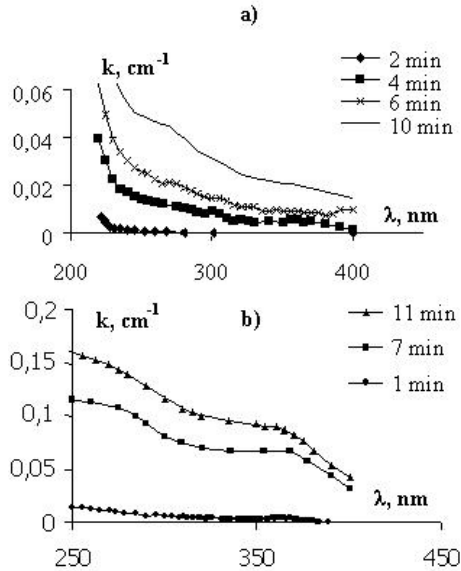 a)
k, cm-1
2 min
4 min
6 min
10 min
0,06
0,04
0,02
0
λ, nm
200
300
400
0,2
k, cm-1
b)
11 min
7 min
1 min
0,15
0,1
0,05
0
λ, nm
250
350
450